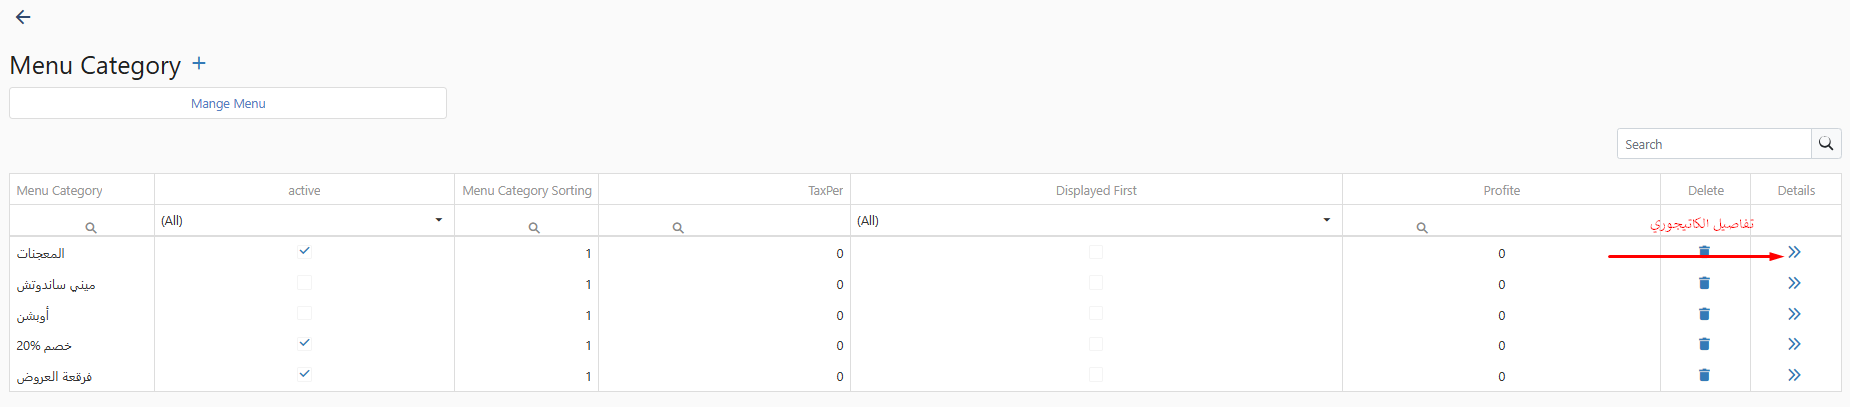 Menu Category +
Mange Menu
Search
Menu Category active Menu Category Sorting TaxPer Displayed First Profite Delete Details
(All) (All)
تفاصيل الكاتيجوري
المعجنات 1 0 0
ميني ساندوتش 1 0 0
أوبشن 1 0 0
خصم 20% 1 0 0
فرقعة العروض 1 0 0